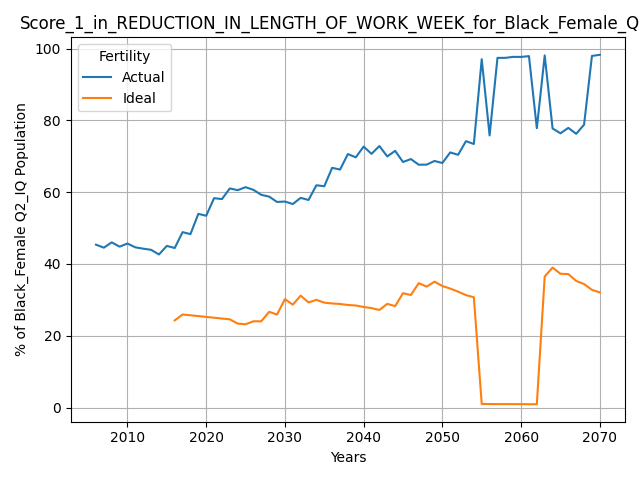 Score_1_in_REDUCTION_IN_LENGTH_OF_WORK_WEEK_for_Black_Female_Q
Fertility
Actual
Ideal
% of Black_Female Q2_IQ Population
100
80
60
40
20
0
2010 2020 2030 2040 2050 2060 2070
Years